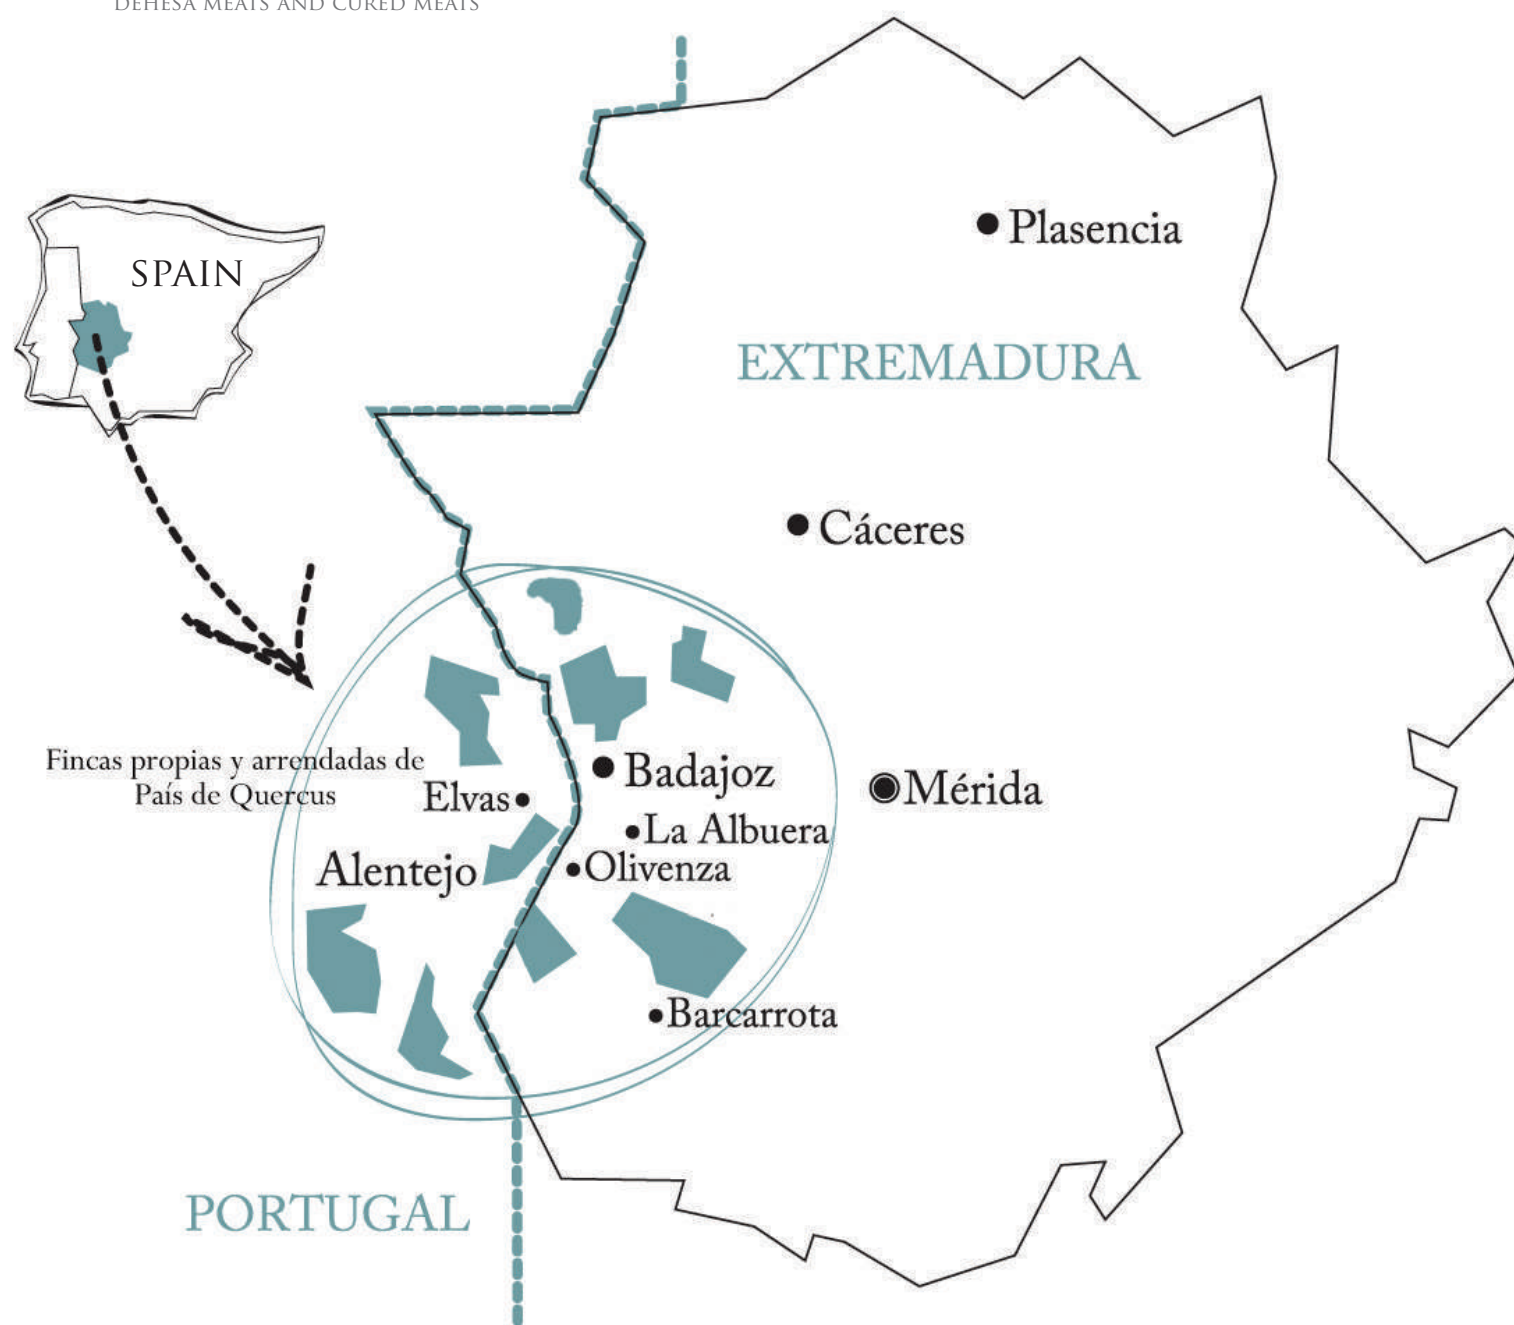 DEHESA MEATS AND CURED MEATS
SPAIN
Plasencia
EXTREMADURA
Cáceres
Fincas propias y arrendadas de
País de Quercus
Badajoz
Elvas
Mérida
La Albuera
Olivenza
Alentejo
Barcarrota
PORTUGAL